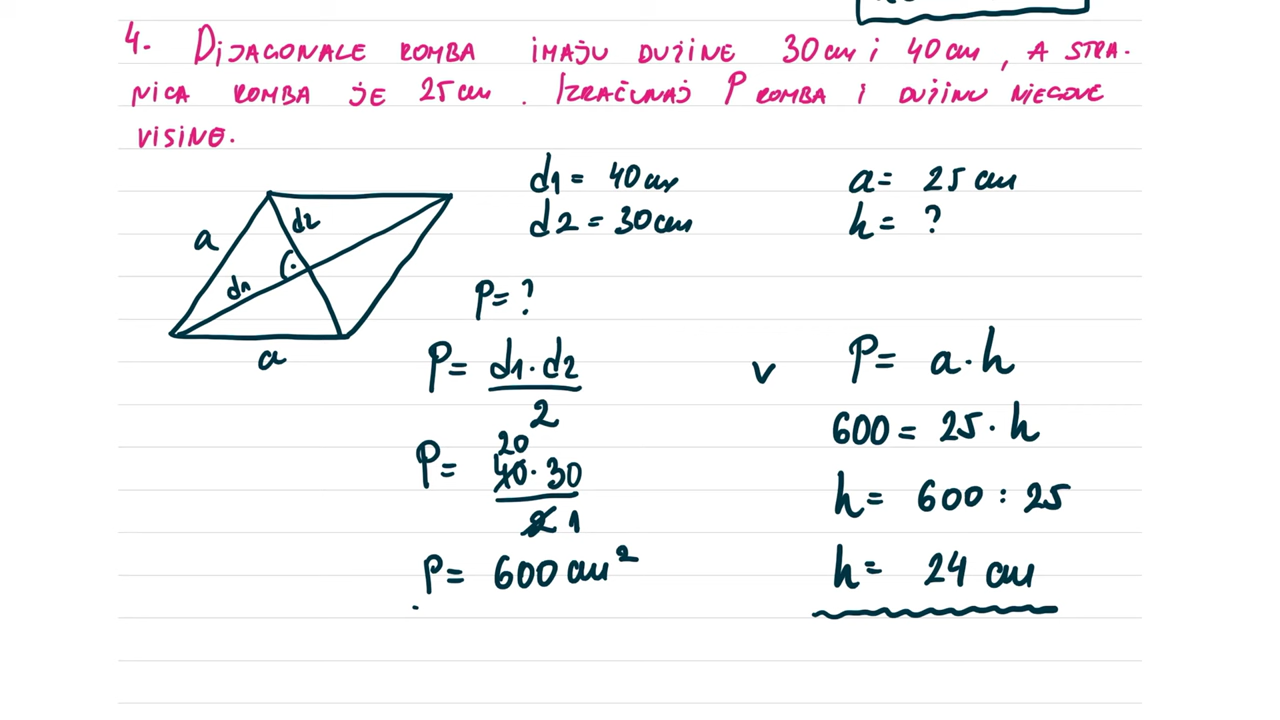 4. DIJAGONALE ROMBA IMAJU DUŽINE 30cm i 40cm, A STRA-
NICA ROMBA JE 25cm. IZRAČUNAJ P ROMBA I DUŽINU NJEGOVE
VISINE.
d1 = 40cm
a = 25cm
d2 = 30cm
h = ?
a
d2
d1
a
P = ?
P = d1·d2
2
v
P = a·h
20
P = 40·30
2 1
600 = 25·h
h = 600 : 25
P = 600cm²
h = 24 cm